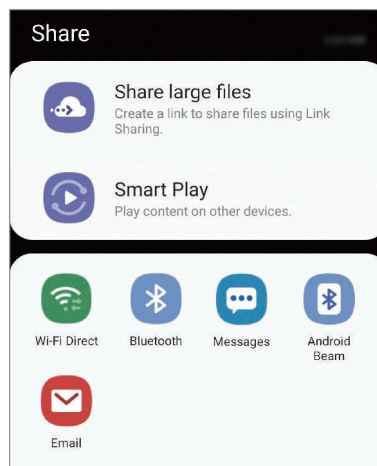 Share
Share large files
Create a link to share files using Link
Sharing.
Smart Play
Play content on other devices.
Wi-Fi Direct
Bluetooth
Messages
Android
Beam
Email